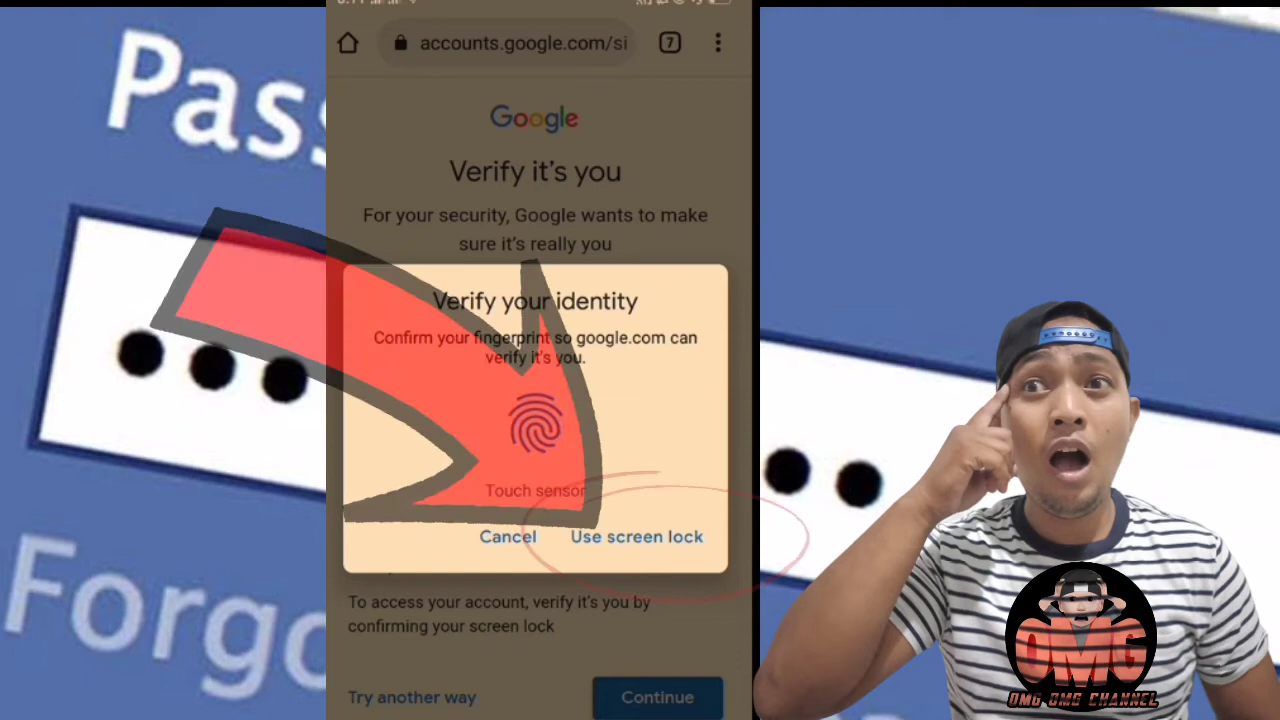 Pass
Forgo
accounts.google.com/si
7
Google
Verify it's you
For your security, Google wants to make
sure it's really you
Verify your identity
Confirm your fingerprint so google.com can
verify it's you.
Touch sensor
Cancel
Use screen lock
To access your account, verify it's you by
confirming your screen lock
Try another way
Continue
OMG
OMG OMG CHANNEL